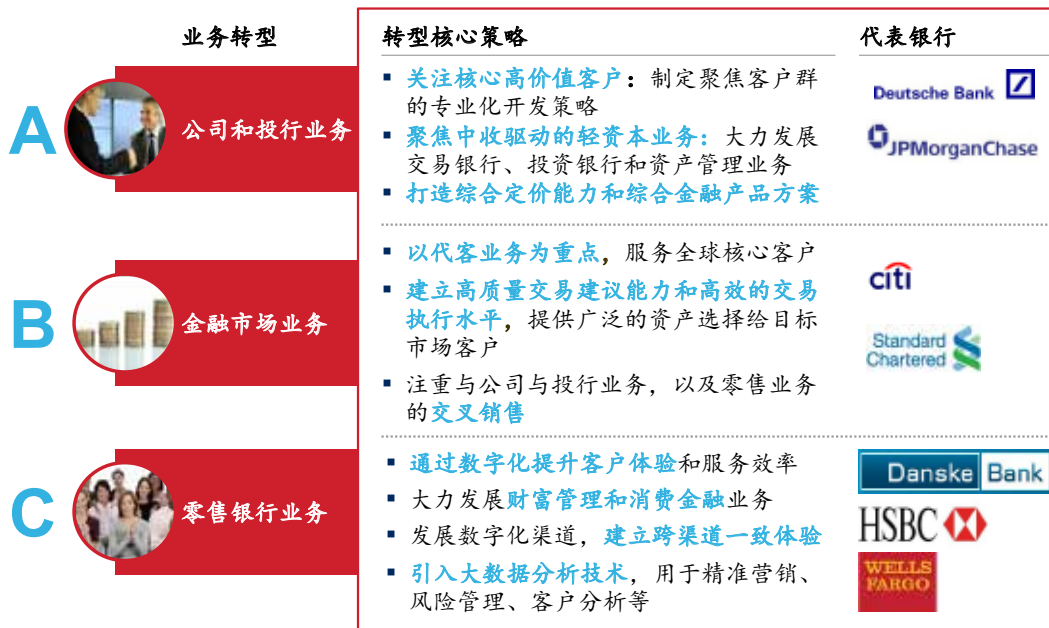 业务转型
转型核心策略
代表银行
A
公司和投行业务
▪ 关注核心高价值客户：制定聚焦客户群
的专业化开发策略
▪ 聚焦中收驱动的轻资本业务：大力发展
交易银行、投资银行和资产管理业务
▪ 打造综合定价能力和综合金融产品方案
Deutsche Bank
JPMorganChase
B
金融市场业务
▪ 以代客业务为重点，服务全球核心客户
▪ 建立高质量交易建议能力和高效的交易
执行水平，提供广泛的资产选择给目标
市场客户
▪ 注重与公司与投行业务，以及零售业务
的交叉销售
citi
Standard
Chartered
C
零售银行业务
▪ 通过数字化提升客户体验和服务效率
▪ 大力发展财富管理和消费金融业务
▪ 发展数字化渠道，建立跨渠道一致体验
▪ 引入大数据分析技术，用于精准营销、
风险管理、客户分析等
Danske Bank
HSBC
WELLS
FARGO